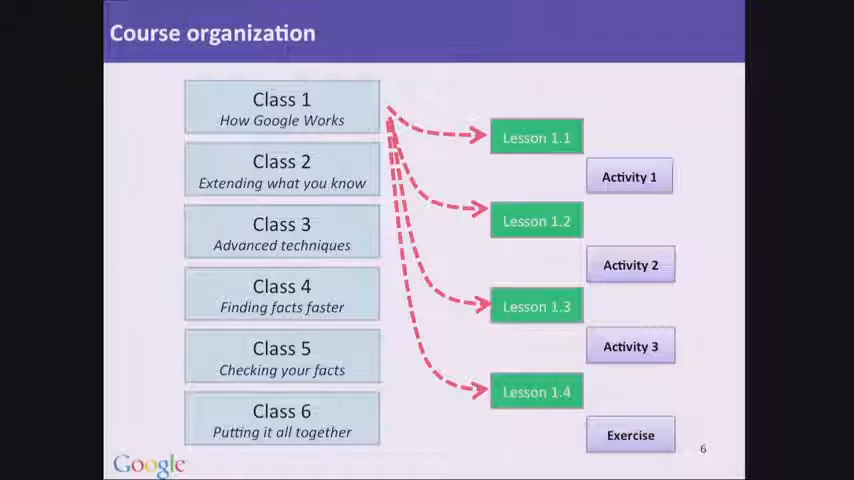 Course organization
Class 1
How Google Works
Class 2
Extending what you know
Class 3
Advanced techniques
Class 4
Finding facts faster
Class 5
Checking your facts
Class 6
Putting it all together
Lesson 1.1
Activity 1
Lesson 1.2
Activity 2
Lesson 1.3
Activity 3
Lesson 1.4
Exercise
6
Google